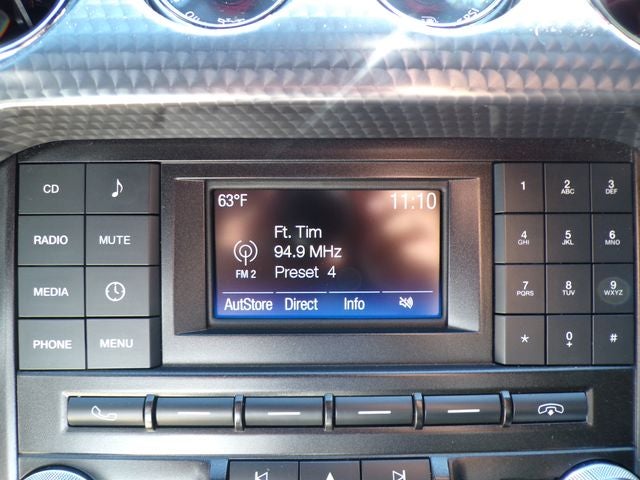 CD
RADIO
MUTE
MEDIA
PHONE
MENU
63°F
11:10
Ft. Tim
94.9 MHz
FM 2
Preset 4
AutoStore
Direct
Info
1
2
ABC
3
DEF
4
GHI
5
JKL
6
MNO
7
PQRS
8
TUV
9
WXYZ
*
0
+
#